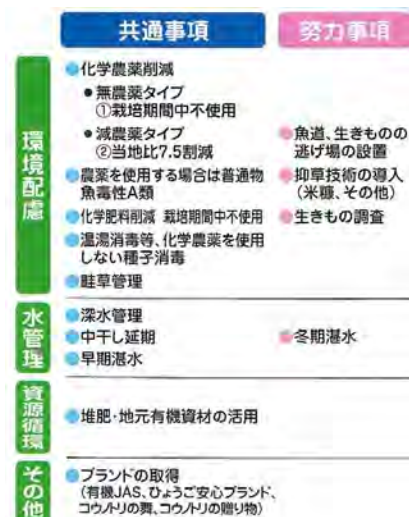 共通事項
努力事項
環境配慮
化学農薬削減
無農薬タイプ
①栽培期間中不使用
減農薬タイプ
②当地比7.5割減
農薬を使用する場合は普通物
魚毒性A類
化学肥料削減 栽培期間中不使用
温湯消毒等、化学農薬を使用
しない種子消毒
畦草管理
魚道、生きものの
逃げ場の設置
抑草技術の導入
(米糠、その他)
生きもの調査
水管理
深水管理
中干し延期
早期湛水
冬期湛水
資源循環
堆肥・地元有機資材の活用
その他
ブランドの取得
(有機JAS、ひょうご安心ブランド、
コウノトリの舞、コウノトリの贈り物)